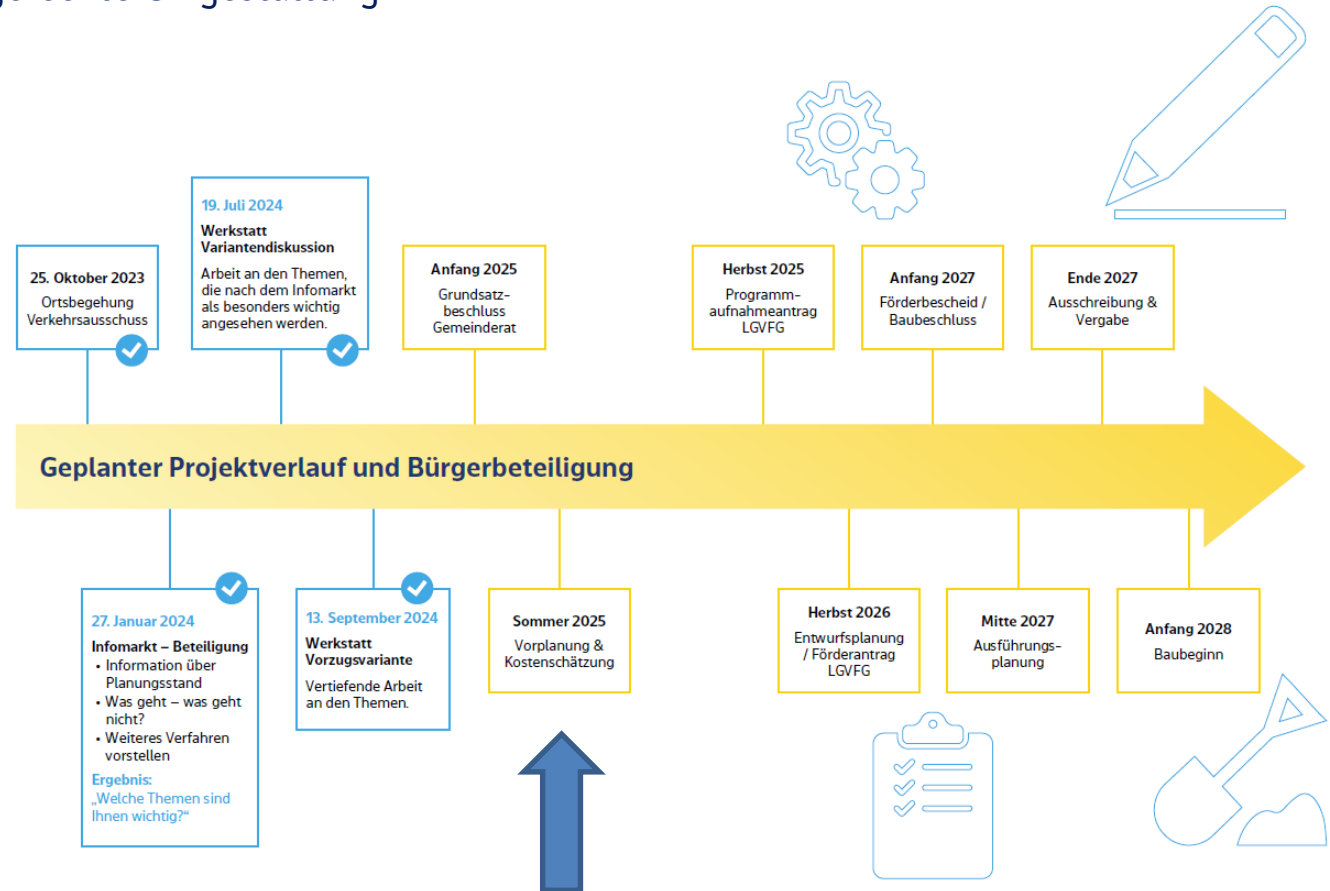 19. Juli 2024
Werkstatt
Variantendiskussion
Arbeit an den Themen,
die nach dem Infomarkt
als besonders wichtig
angesehen werden.
25. Oktober 2023
Ortsbegehung
Verkehrsausschuss
Anfang 2025
Grundsatz-
beschluss
Gemeinderat
Herbst 2025
Programm-
aufnahmeantrag
LGVFG
Anfang 2027
Förderbescheid /
Baubeschluss
Ende 2027
Ausschreibung &
Vergabe
Geplanter Projektverlauf und Bürgerbeteiligung
27. Januar 2024
Infomarkt – Beteiligung
• Information über
Planungsstand
• Was geht – was geht
nicht?
• Weiteres Verfahren
vorstellen
Ergebnis:
„Welche Themen sind
Ihnen wichtig?“
13. September 2024
Werkstatt
Vorzugsvariante
Vertiefende Arbeit
an den Themen.
Sommer 2025
Vorplanung &
Kostenschätzung
Herbst 2026
Entwurfsplanung
/ Förderantrag
LGVFG
Mitte 2027
Ausführungs-
planung
Anfang 2028
Baubeginn